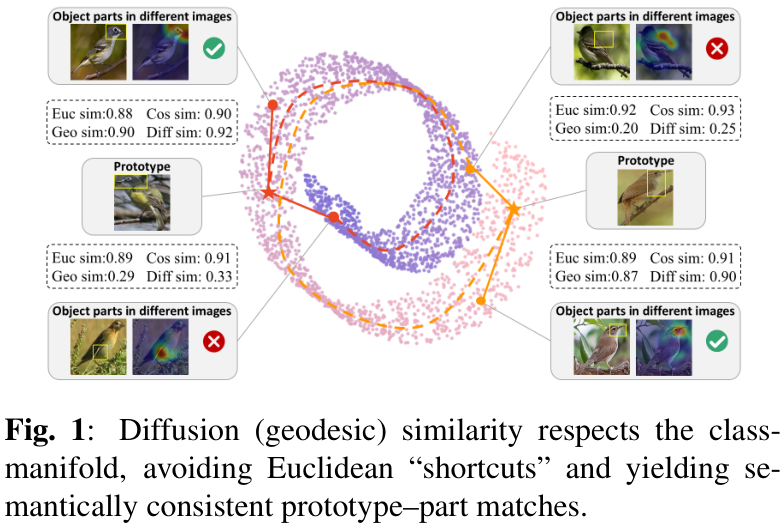 Object parts in different images
Euc sim:0.88 Cos sim: 0.90
Geo sim:0.90 Diff sim: 0.92
Prototype
Euc sim:0.89 Cos sim: 0.91
Geo sim:0.29 Diff sim: 0.33
Object parts in different images
Object parts in different images
Euc sim:0.92 Cos sim: 0.93
Geo sim:0.20 Diff sim: 0.25
Prototype
Euc sim:0.89 Cos sim: 0.91
Geo sim:0.87 Diff sim: 0.90
Object parts in different images
Fig. 1: Diffusion (geodesic) similarity respects the class-
manifold, avoiding Euclidean “shortcuts” and yielding se-
mantically consistent prototype–part matches.